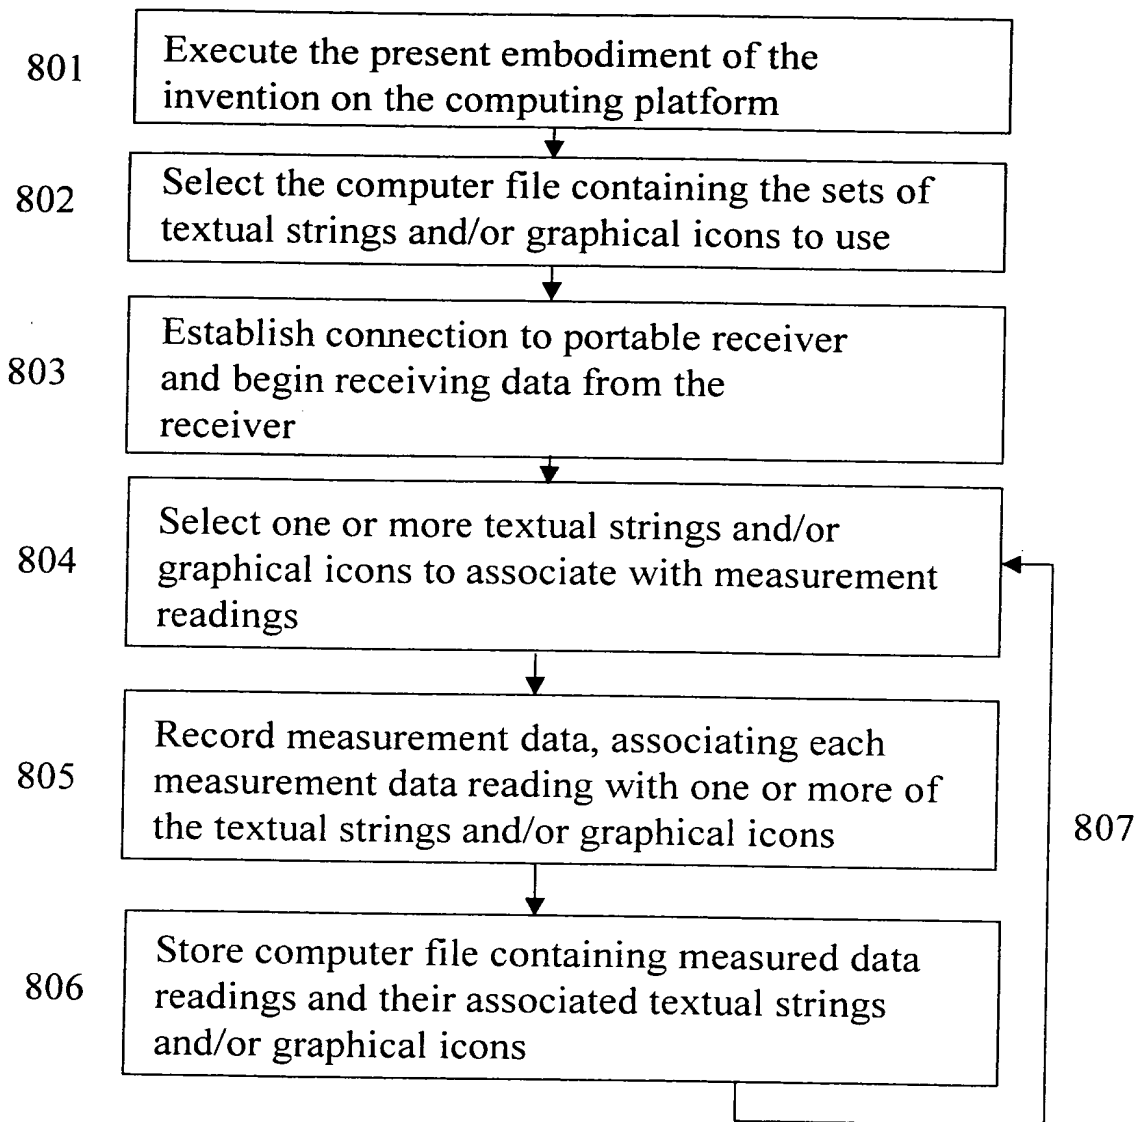 801
Execute the present embodiment of the
invention on the computing platform
802
Select the computer file containing the sets of
textual strings and/or graphical icons to use
803
Establish connection to portable receiver
and begin receiving data from the
receiver
804
Select one or more textual strings and/or
graphical icons to associate with measurement
readings
805
Record measurement data, associating each
measurement data reading with one or more of
the textual strings and/or graphical icons
807
806
Store computer file containing measured data
readings and their associated textual strings
and/or graphical icons